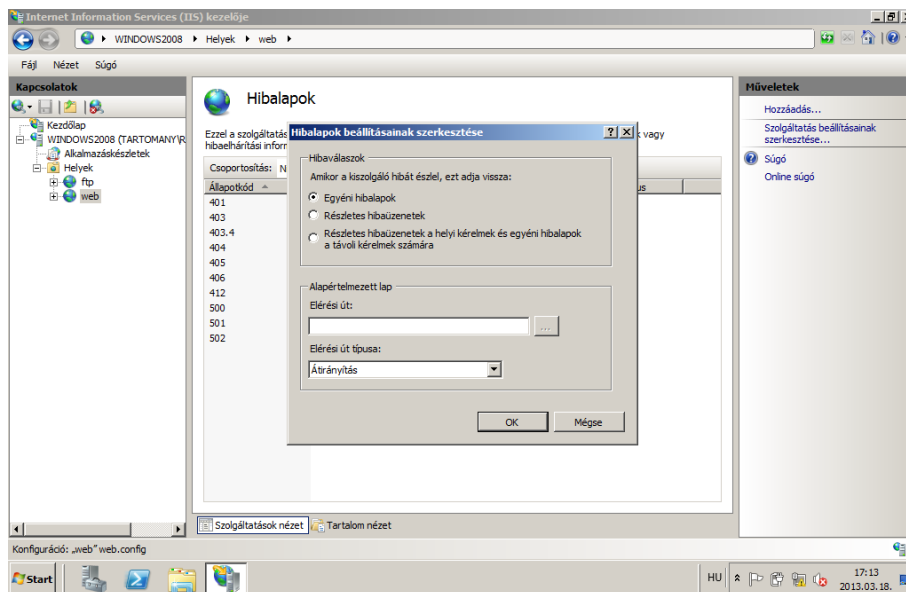 Internet Information Services (IIS) kezelője
WINDOWS2008 Helyek web
Fájl Nézet Súgó
Kapcsolatok
Kezdőlap
WINDOWS2008 (TARTOMANY\R
Alkalmazáskészletek
Helyek
ftp
web
Hibalapok
Ezzel a szolgáltatás
k vagy
hibaelhárítási inform
Csoportosítás: N
Állapotkód
us
401
403
403.4
404
405
406
412
500
501
502
Hibalapok beállításainak szerkesztése
Hibaválaszok
Amikor a kiszolgáló hibát észlel, ezt adja vissza:
Egyéni hibalapok
Részletes hibaüzenetek
Részletes hibaüzenetek a helyi kérelmek és egyéni hibalapok
a távoli kérelmek számára
Alapértelmezett lap
Elérési út:
...
Elérési út típusa:
Átirányítás
OK Mégse
Műveletek
Hozzáadás...
Szolgáltatás beállításainak
szerkesztése...
Súgó
Online súgó
Szolgáltatások nézet Tartalom nézet
Konfiguráció: „web” web.config
Start
HU
17:13
2013.03.18.